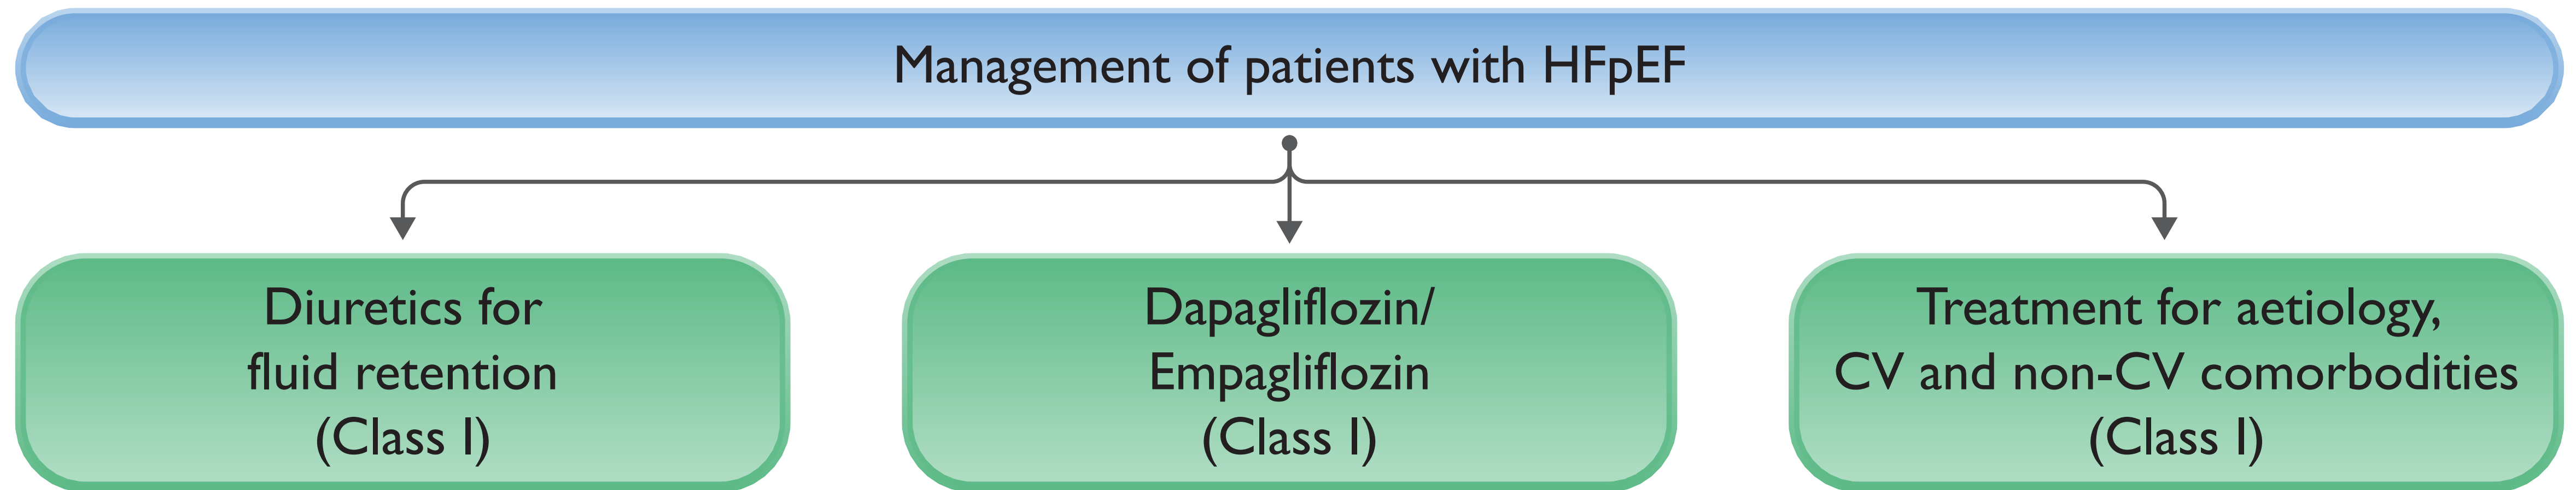 Management of patients with HFpEF
Diuretics for
fluid retention
(Class I)
Dapagliflozin/
Empagliflozin
(Class I)
Treatment for aetiology,
CV and non-CV comorbodities
(Class I)